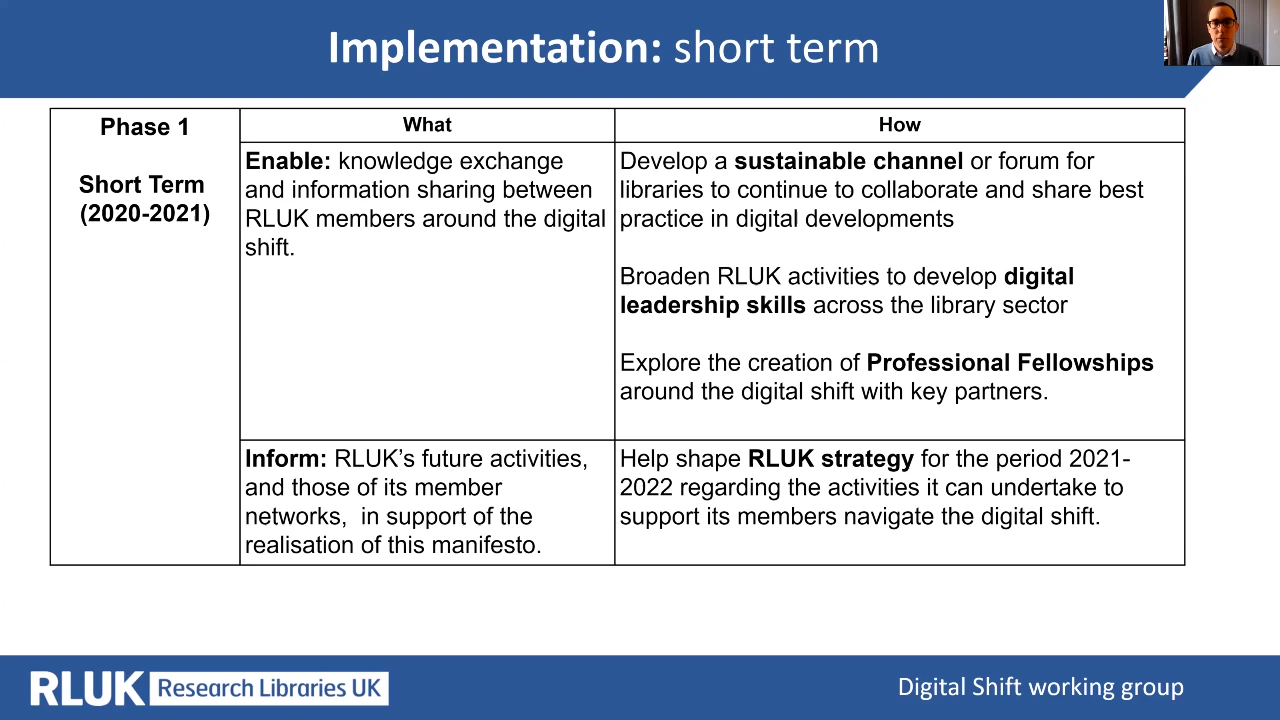 Implementation: short term
Phase 1
Short Term
(2020-2021)
What
How
Enable: knowledge exchange
and information sharing between
RLUK members around the digital
shift.
Develop a sustainable channel or forum for
libraries to continue to collaborate and share best
practice in digital developments
Broaden RLUK activities to develop digital
leadership skills across the library sector
Explore the creation of Professional Fellowships
around the digital shift with key partners.
Inform: RLUK’s future activities,
and those of its member
networks,  in support of the
realisation of this manifesto.
Help shape RLUK strategy for the period 2021-
2022 regarding the activities it can undertake to
support its members navigate the digital shift.
RLUK Research Libraries UK
Digital Shift working group